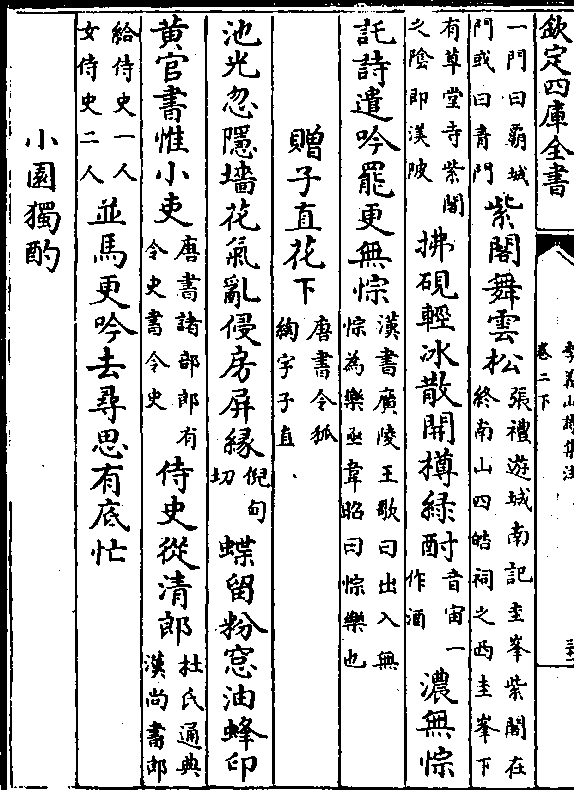 欽定四庫全書
李義山詩集注
卷二下
一門曰霸城門或曰青門紫閣舞雲松張禮遊城南記圭峯紫閣在終南山四皓祠之西圭峯下
有草堂寺紫閣之陰即渼陂拂硯輕冰散開樽緑酎音宙一作酒濃無悰
託詩遣吟罷更無悰漢書廣陵王歌曰出入無悰為樂亟韋昭曰悰樂也
贈子直花下唐書令狐綯字子直
池光忽隱墻花氣亂侵房屏縁倪句切蝶留粉窓油蜂印
黄官書惟小吏唐書諸部郎有令史書令史侍史從清郎杜氏通典漢尚書郎
給侍史一人女侍史二人並馬更吟去尋思有底忙
小園獨酌